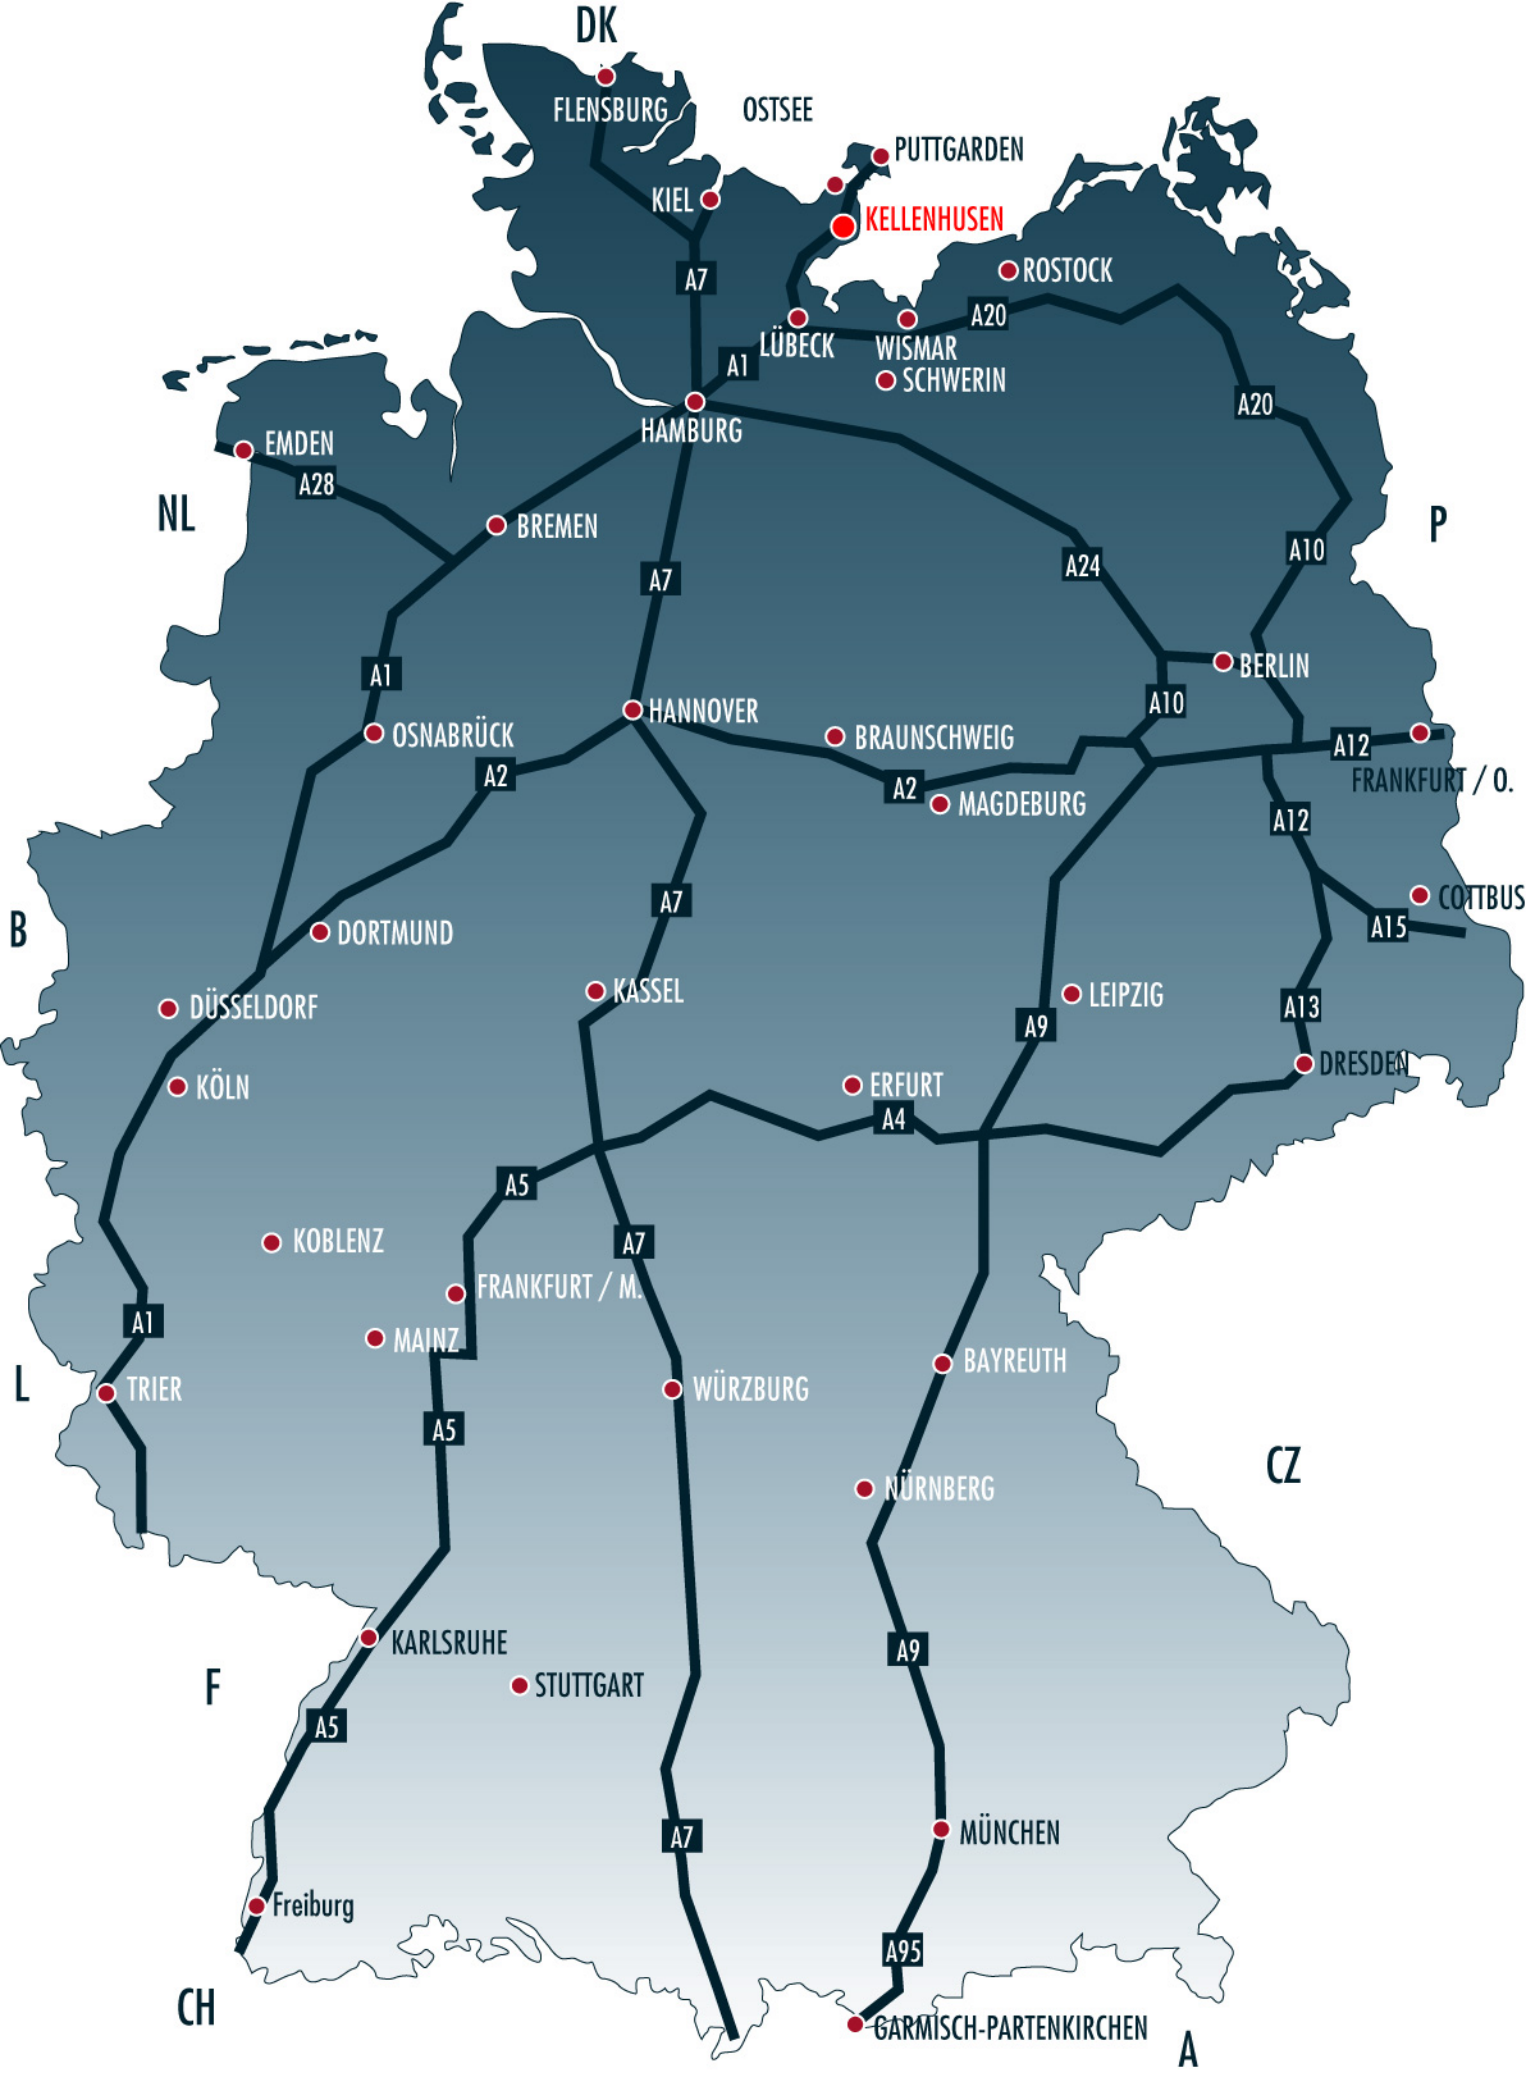 DK
FLENSBURG
OSTSEE
PUTTGARDEN
KIEL
KELLENHUSEN
A7
ROSTOCK
A20
LÜBECK
WISMAR
A1
SCHWERIN
A20
HAMBURG
EMDEN
A28
NL
BREMEN
P
A10
A24
A7
A1
BERLIN
A10
HANNOVER
OSNABRÜCK
BRAUNSCHWEIG
A12
A2
A2
FRANKFURT / O.
MAGDEBURG
A12
A7
COTTBUS
B
DORTMUND
A15
KASSEL
LEIPZIG
DÜSSELDORF
A13
A9
DRESDEN
KÖLN
ERFURT
A4
A5
KOBLENZ
A7
FRANKFURT / M.
A1
MAINZ
BAYREUTH
L
TRIER
WÜRZBURG
A5
CZ
NÜRNBERG
KARLSRUHE
A9
F
STUTTGART
A5
A7
MÜNCHEN
Freiburg
A95
CH
GARMISCH-PARTENKIRCHEN
A